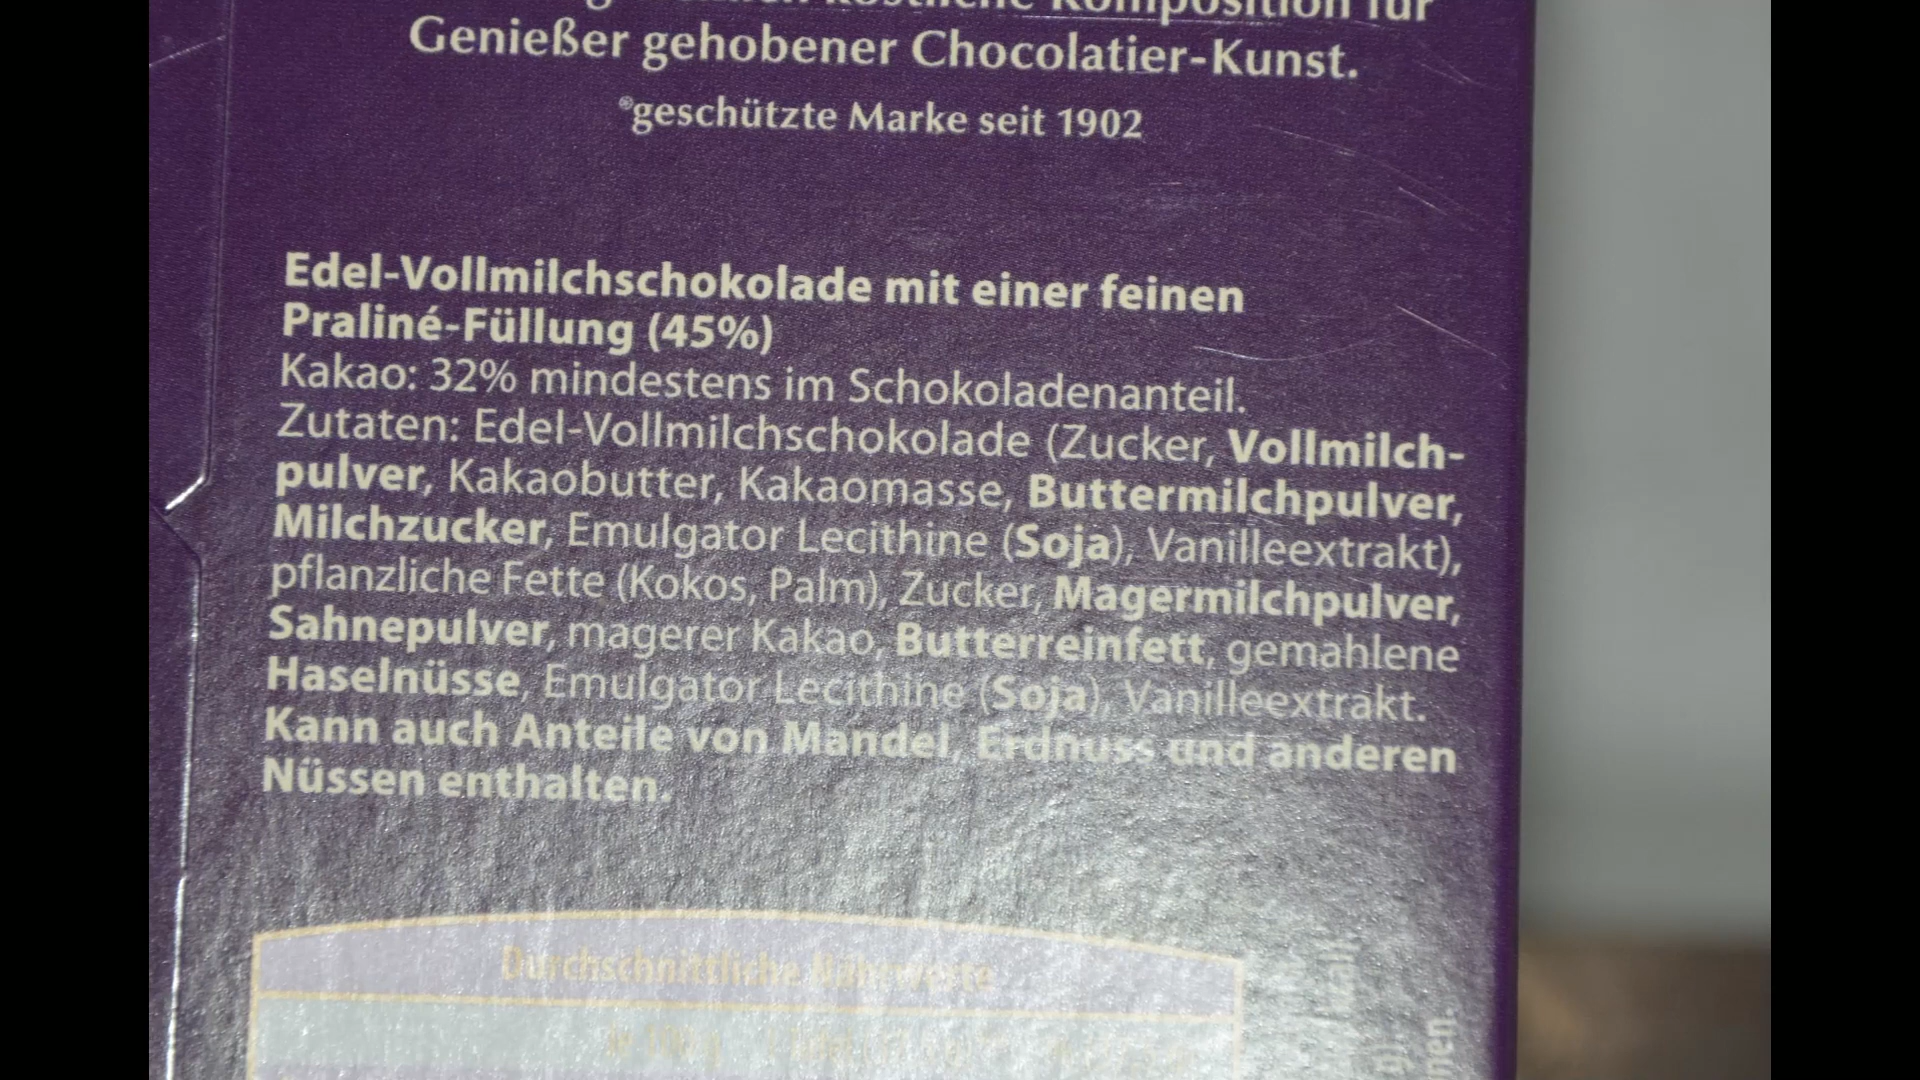 Komposition für
Genießer gehobener Chocolatier-Kunst.
®geschützte Marke seit 1902
Edel-Vollmilchschokolade mit einer feinen
Praliné-Füllung (45%)
Kakao: 32% mindestens im Schokoladenanteil.
Zutaten: Edel-Vollmilchschokolade (Zucker, Vollmilch-
pulver, Kakaobutter, Kakaomasse, Buttermilchpulver,
Milchzucker, Emulgator Lecithine (Soja), Vanilleextrakt),
pflanzliche Fette (Kokos, Palm), Zucker, Magermilchpulver,
Sahnepulver, magerer Kakao, Butterreinfett, gemahlene
Haselnüsse, Emulgator Lecithine (Soja), Vanilleextrakt.
Kann auch Anteile von Mandel, Erdnuss und anderen
Nüssen enthalten.
Durchschnittliche Nährwerte